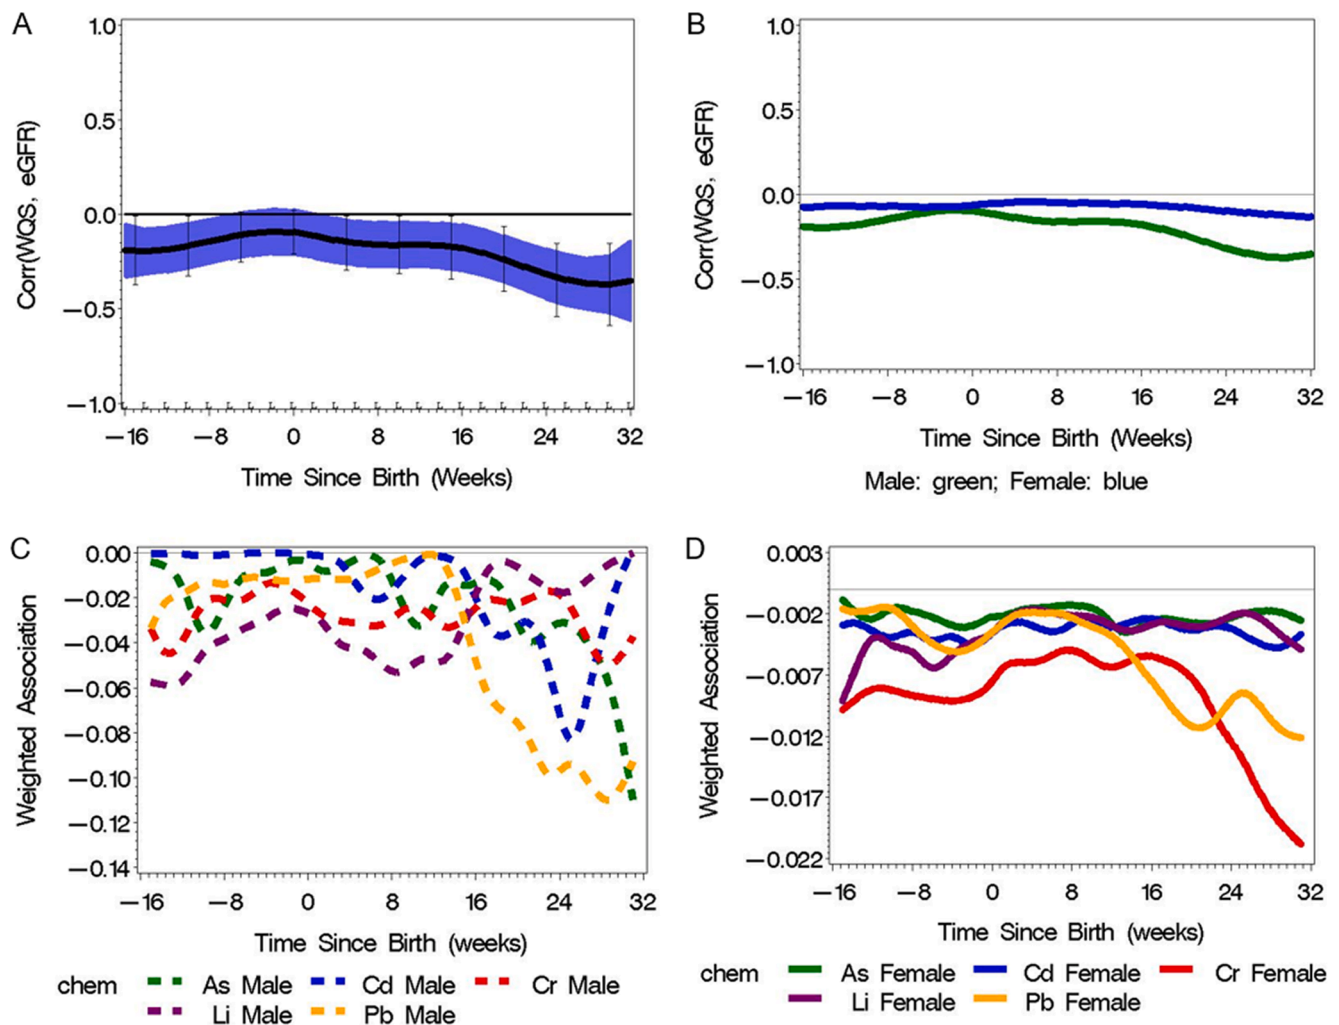 A
1.0
0.5
0.0
−0.5
−1.0
Corr(WQS, eGFR)
−16 −8 0 8 16 24 32
Time Since Birth (Weeks)
B
1.0
0.5
0.0
−0.5
−1.0
Corr(WQS, eGFR)
−16 −8 0 8 16 24 32
Time Since Birth (Weeks)
Male: green; Female: blue
C
0.00
−0.02
−0.04
−0.06
−0.08
−0.10
−0.12
−0.14
Weighted Association
−16 −8 0 8 16 24 32
Time Since Birth (weeks)
chem As Male Cd Male Cr Male
Li Male Pb Male
D
0.003
−0.002
−0.007
−0.012
−0.017
−0.022
Weighted Association
−16 −8 0 8 16 24 32
Time Since Birth (weeks)
chem As Female Cd Female Cr Female
Li Female Pb Female